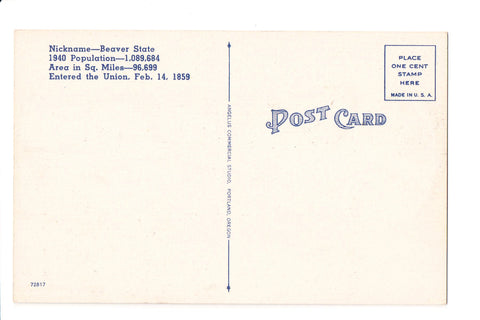 Nickname—Beaver State
1940 Population—1,089,684
Area in Sq. Miles—96,699
Entered the Union. Feb. 14, 1859
PLACE
ONE CENT
STAMP
HERE
MADE IN U. S. A.
POST CARD
ANGELUS COMMERCIAL STUDIO, PORTLAND, OREGON
72817